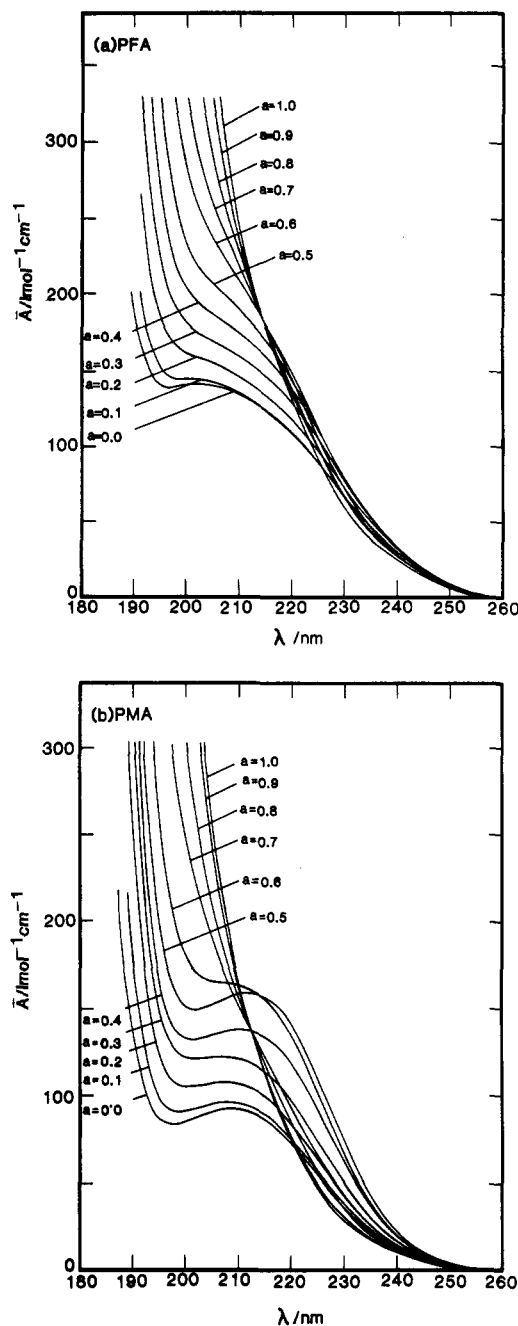 (a)PFA
300
200
100
0
Ā/lmol⁻¹cm⁻¹
a=1.0
a=0.9
a=0.8
a=0.7
a=0.6
a=0.5
a=0.4
a=0.3
a=0.2
a=0.1
a=0.0
180 190 200 210 220 230 240 250 260
λ /nm
(b)PMA
300
200
100
0
Ā/lmol⁻¹cm⁻¹
a=1.0
a=0.9
a=0.8
a=0.7
a=0.6
a=0.5
a=0.4
a=0.3
a=0.2
a=0.1
a=0'0
180 190 200 210 220 230 240 250 260
λ /nm